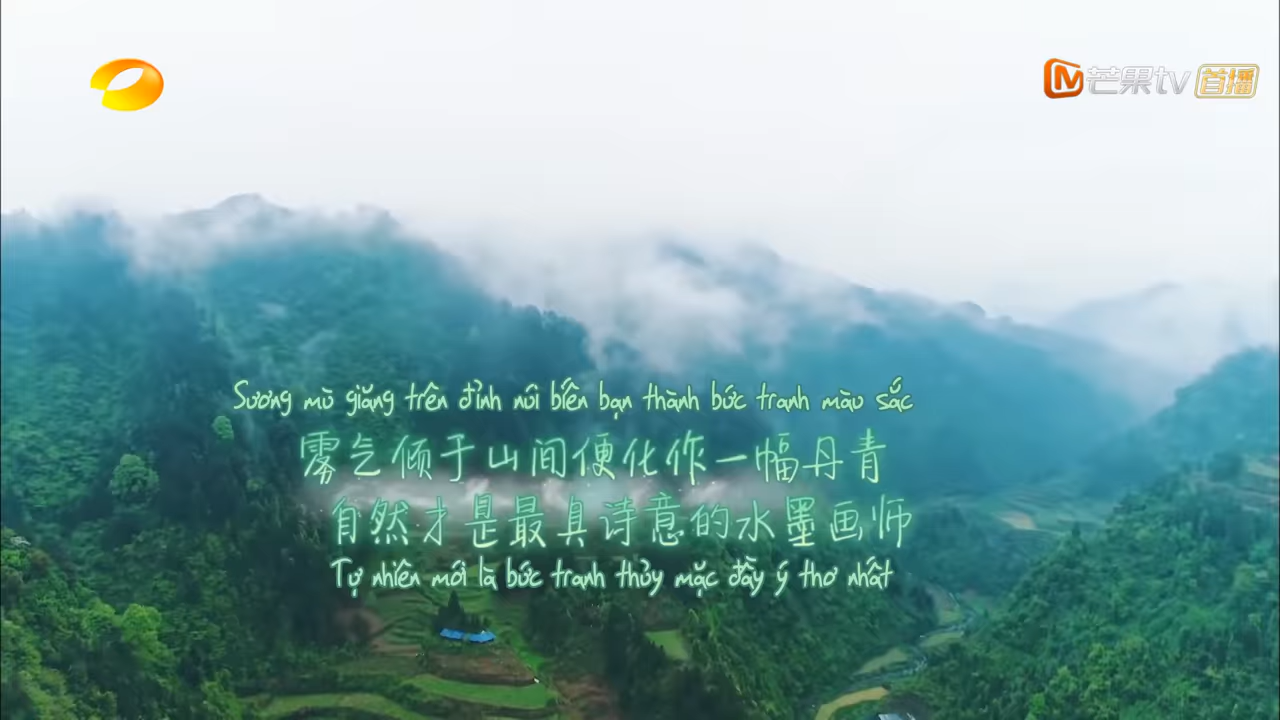 芒果tv 首播
Sương mù giăng trên đỉnh núi biến bạn thành bức tranh màu sắc
雾气倾于山间便化作一幅丹青
自然才是最具诗意的水墨画师
Tự nhiên mới là bức tranh thủy mặc đầy ý thơ nhất